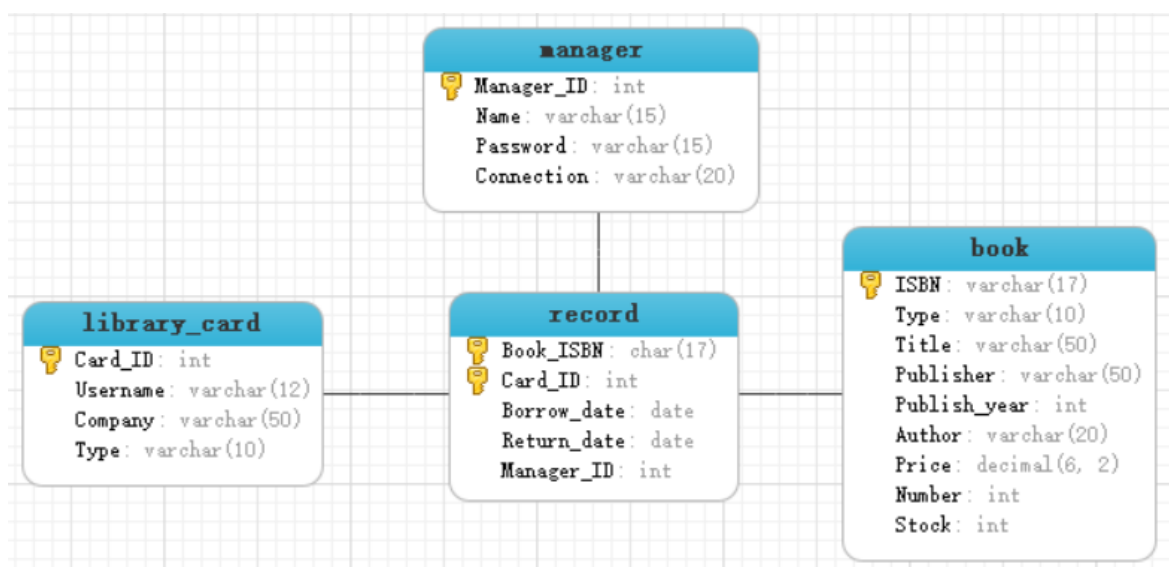 manager
Manager_ID: int
Name: varchar(15)
Password: varchar(15)
Connection: varchar(20)
library_card
Card_ID: int
Username: varchar(12)
Company: varchar(50)
Type: varchar(10)
record
Book_ISBN: char(17)
Card_ID: int
Borrow_date: date
Return_date: date
Manager_ID: int
book
ISBN: varchar(17)
Type: varchar(10)
Title: varchar(50)
Publisher: varchar(50)
Publish_year: int
Author: varchar(20)
Price: decimal(6, 2)
Number: int
Stock: int